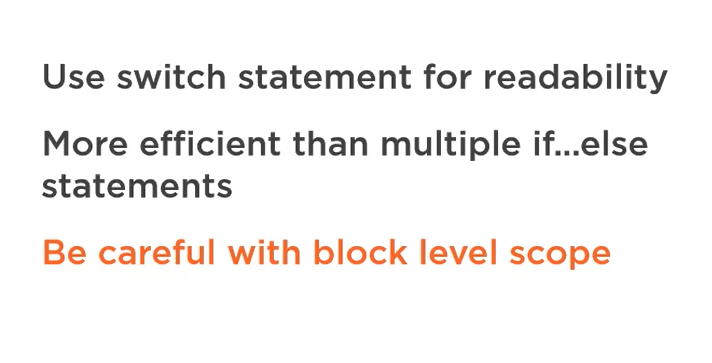 Use switch statement for readability
More efficient than multiple if...else
statements
Be careful with block level scope